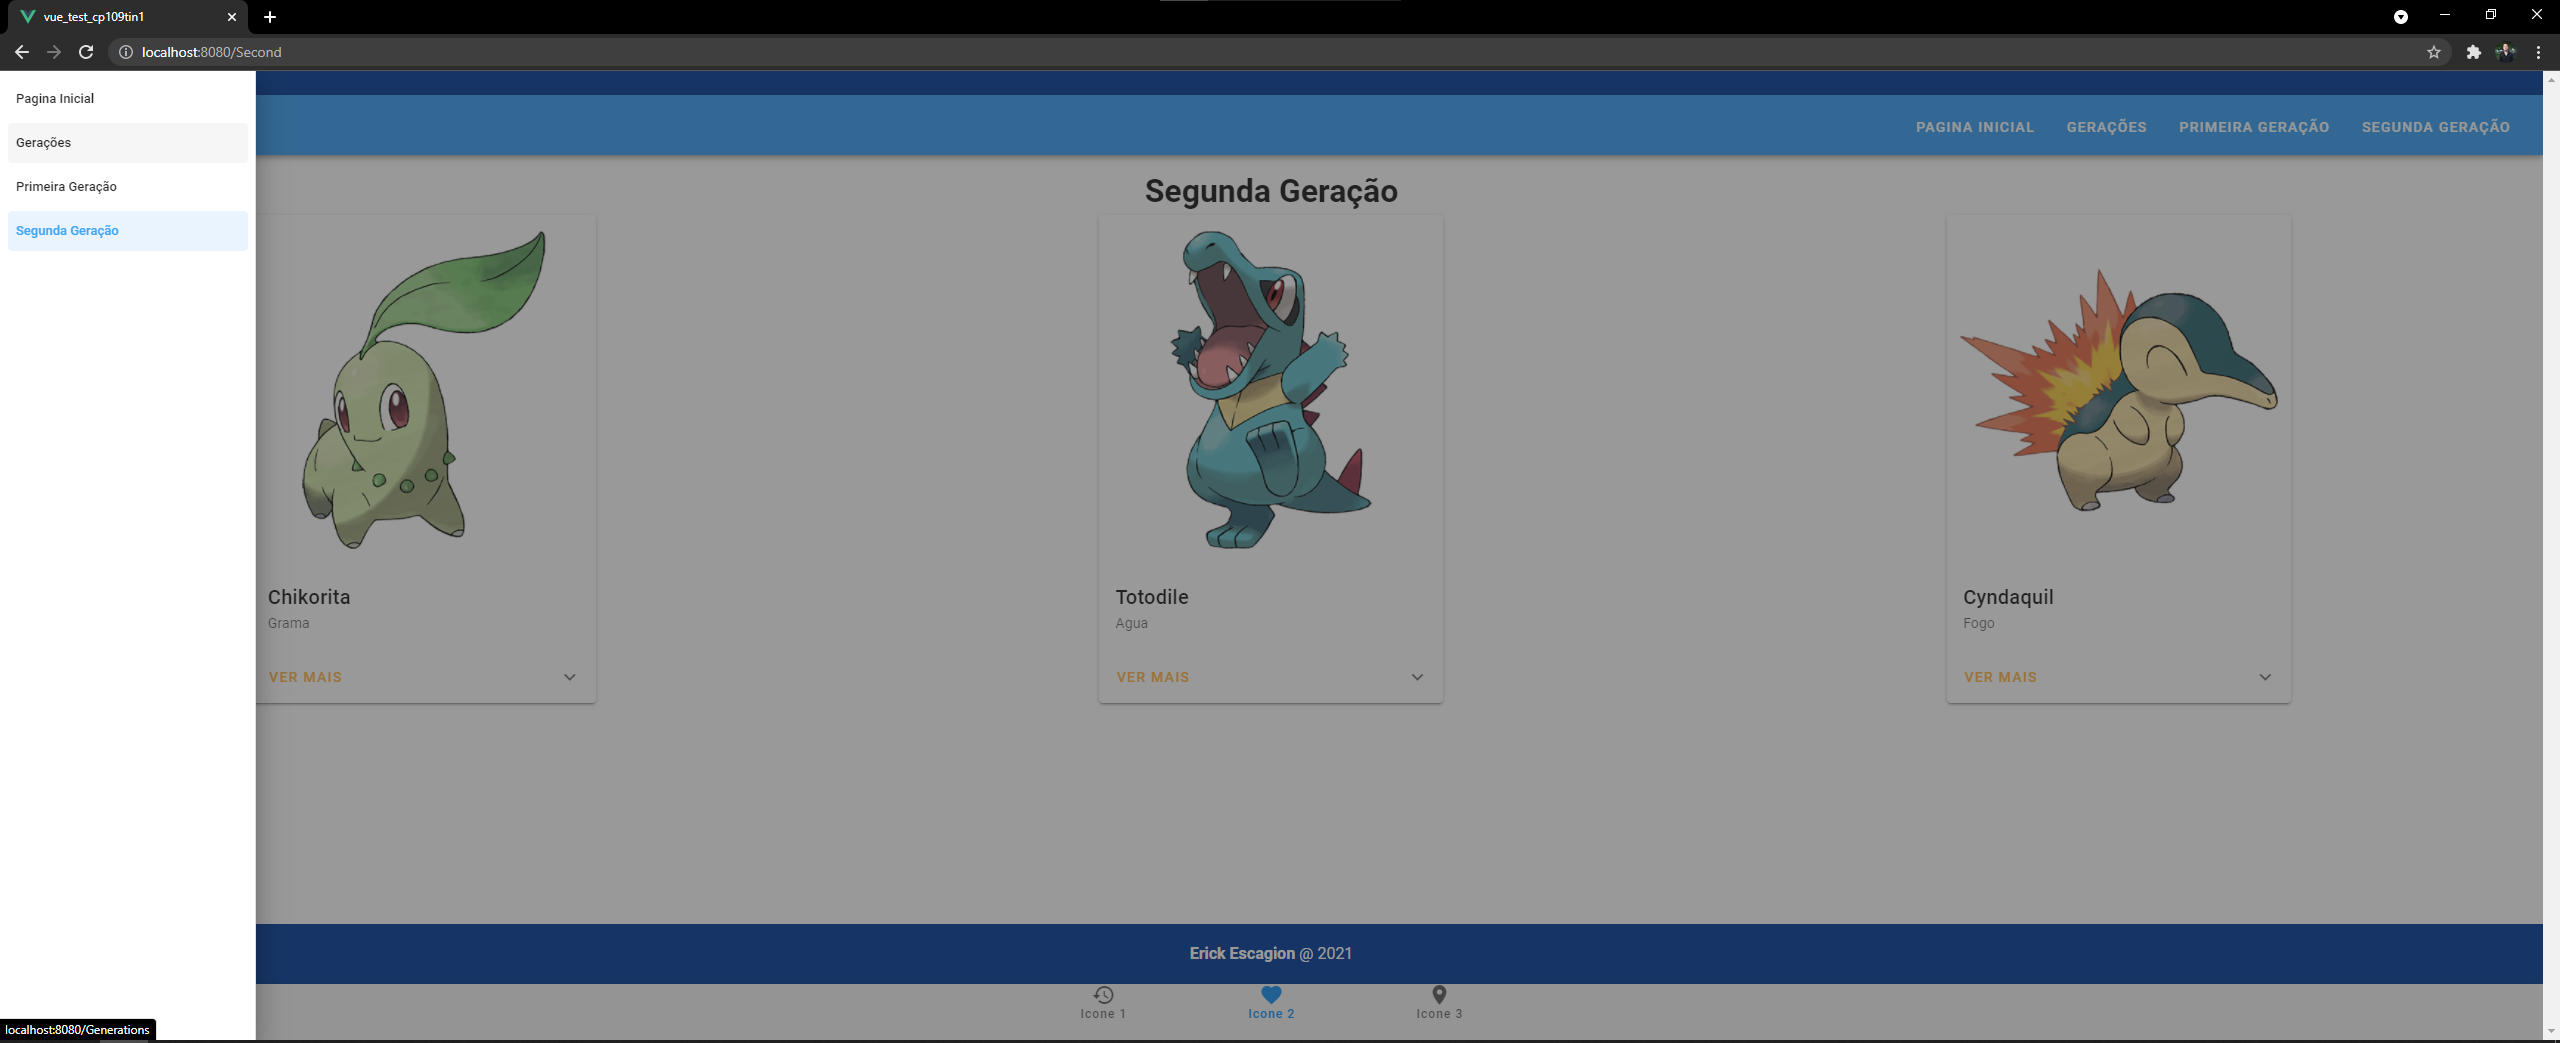 vue_test_cp109tin1
localhost:8080/Second
Pagina Inicial
Gerações
Primeira Geração
Segunda Geração
PAGINA INICIAL GERAÇÕES PRIMEIRA GERAÇÃO SEGUNDA GERAÇÃO
Segunda Geração
Chikorita
Grama
VER MAIS
Totodile
Agua
VER MAIS
Cyndaquil
Fogo
VER MAIS
Erick Escagion @ 2021
Icone 1
Icone 2
Icone 3
localhost:8080/Generations